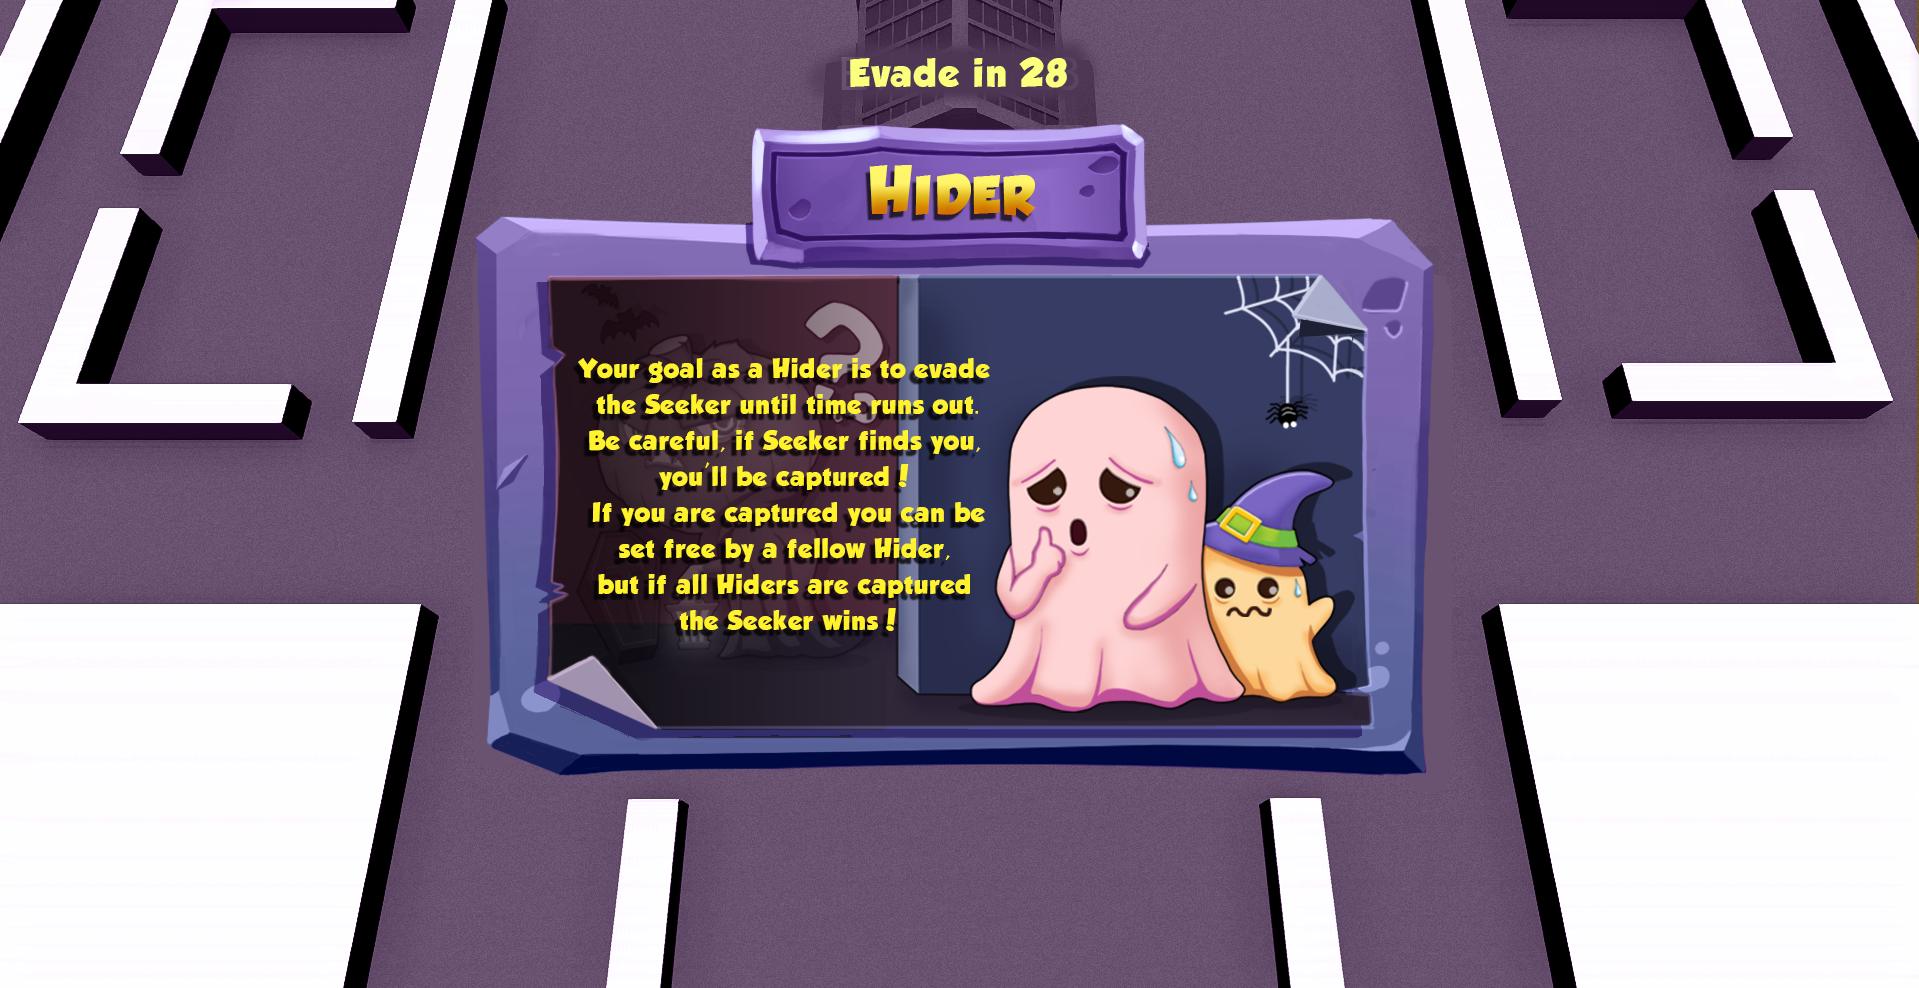 Evade in 28
Hider
Your goal as a Hider is to evade
the Seeker until time runs out.
Be careful, if Seeker finds you,
you'll be captured!
If you are captured you can be
set free by a fellow Hider,
but if all Hiders are captured
the Seeker wins!